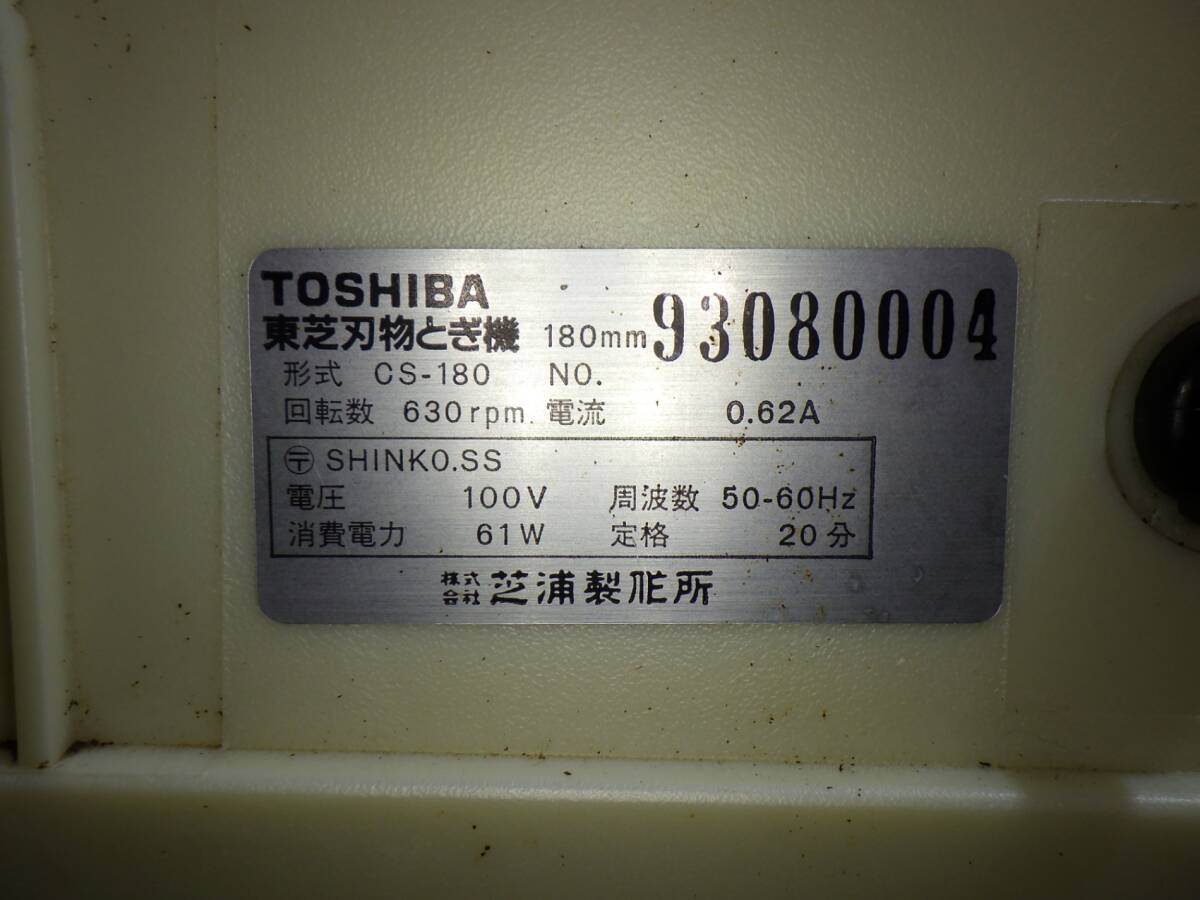 TOSHIBA
東芝刃物とぎ機 180mm 93080004
形式 CS-180 NO.
回転数 630rpm. 電流 0.62A
〶 SHINKO.SS
電圧 100V 周波数 50-60Hz
消費電力 61W 定格 20分
株式会社 芝浦製作所